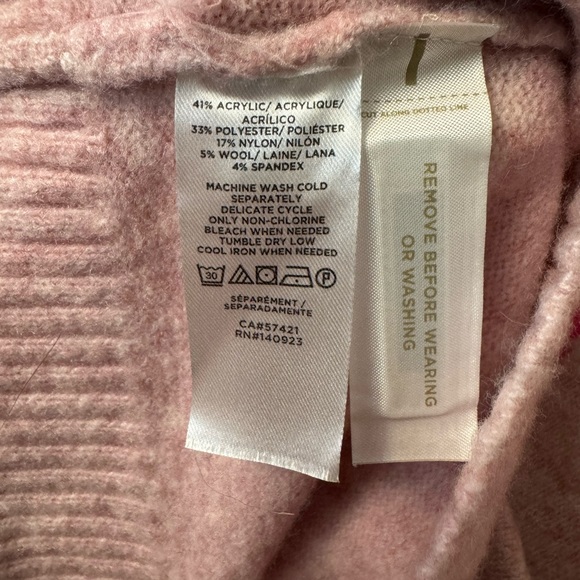 41% ACRYLIC/ ACRYLIQUE/
ACRÍLICO
33% POLYESTER/ POLIÉSTER
17% NYLON/ NILÓN
5% WOOL/ LAINE/ LANA
4% SPANDEX
MACHINE WASH COLD
SEPARATELY
DELICATE CYCLE
ONLY NON-CHLORINE
BLEACH WHEN NEEDED
TUMBLE DRY LOW
COOL IRON WHEN NEEDED
30 P
SÉPARÉMENT /
SEPARADAMENTE
CA#57421
RN#140923
CUT ALONG DOTTED LINE
REMOVE BEFORE WEARING
OR WASHING